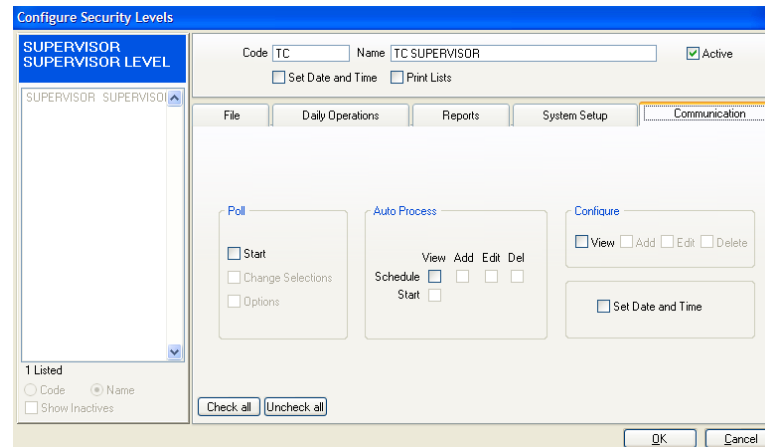 Configure Security Levels
SUPERVISOR
SUPERVISOR LEVEL
SUPERVISOR SUPERVISOI
1 Listed
Code Name
Show Inactives
Code TC Name TC SUPERVISOR Active
Set Date and Time Print Lists
File Daily Operations Reports System Setup Communication
Poll
Start
Change Selections
Options
Auto Process
View Add Edit Del
Schedule
Start
Configure
View Add Edit Delete
Set Date and Time
Check all Uncheck all
OK Cancel